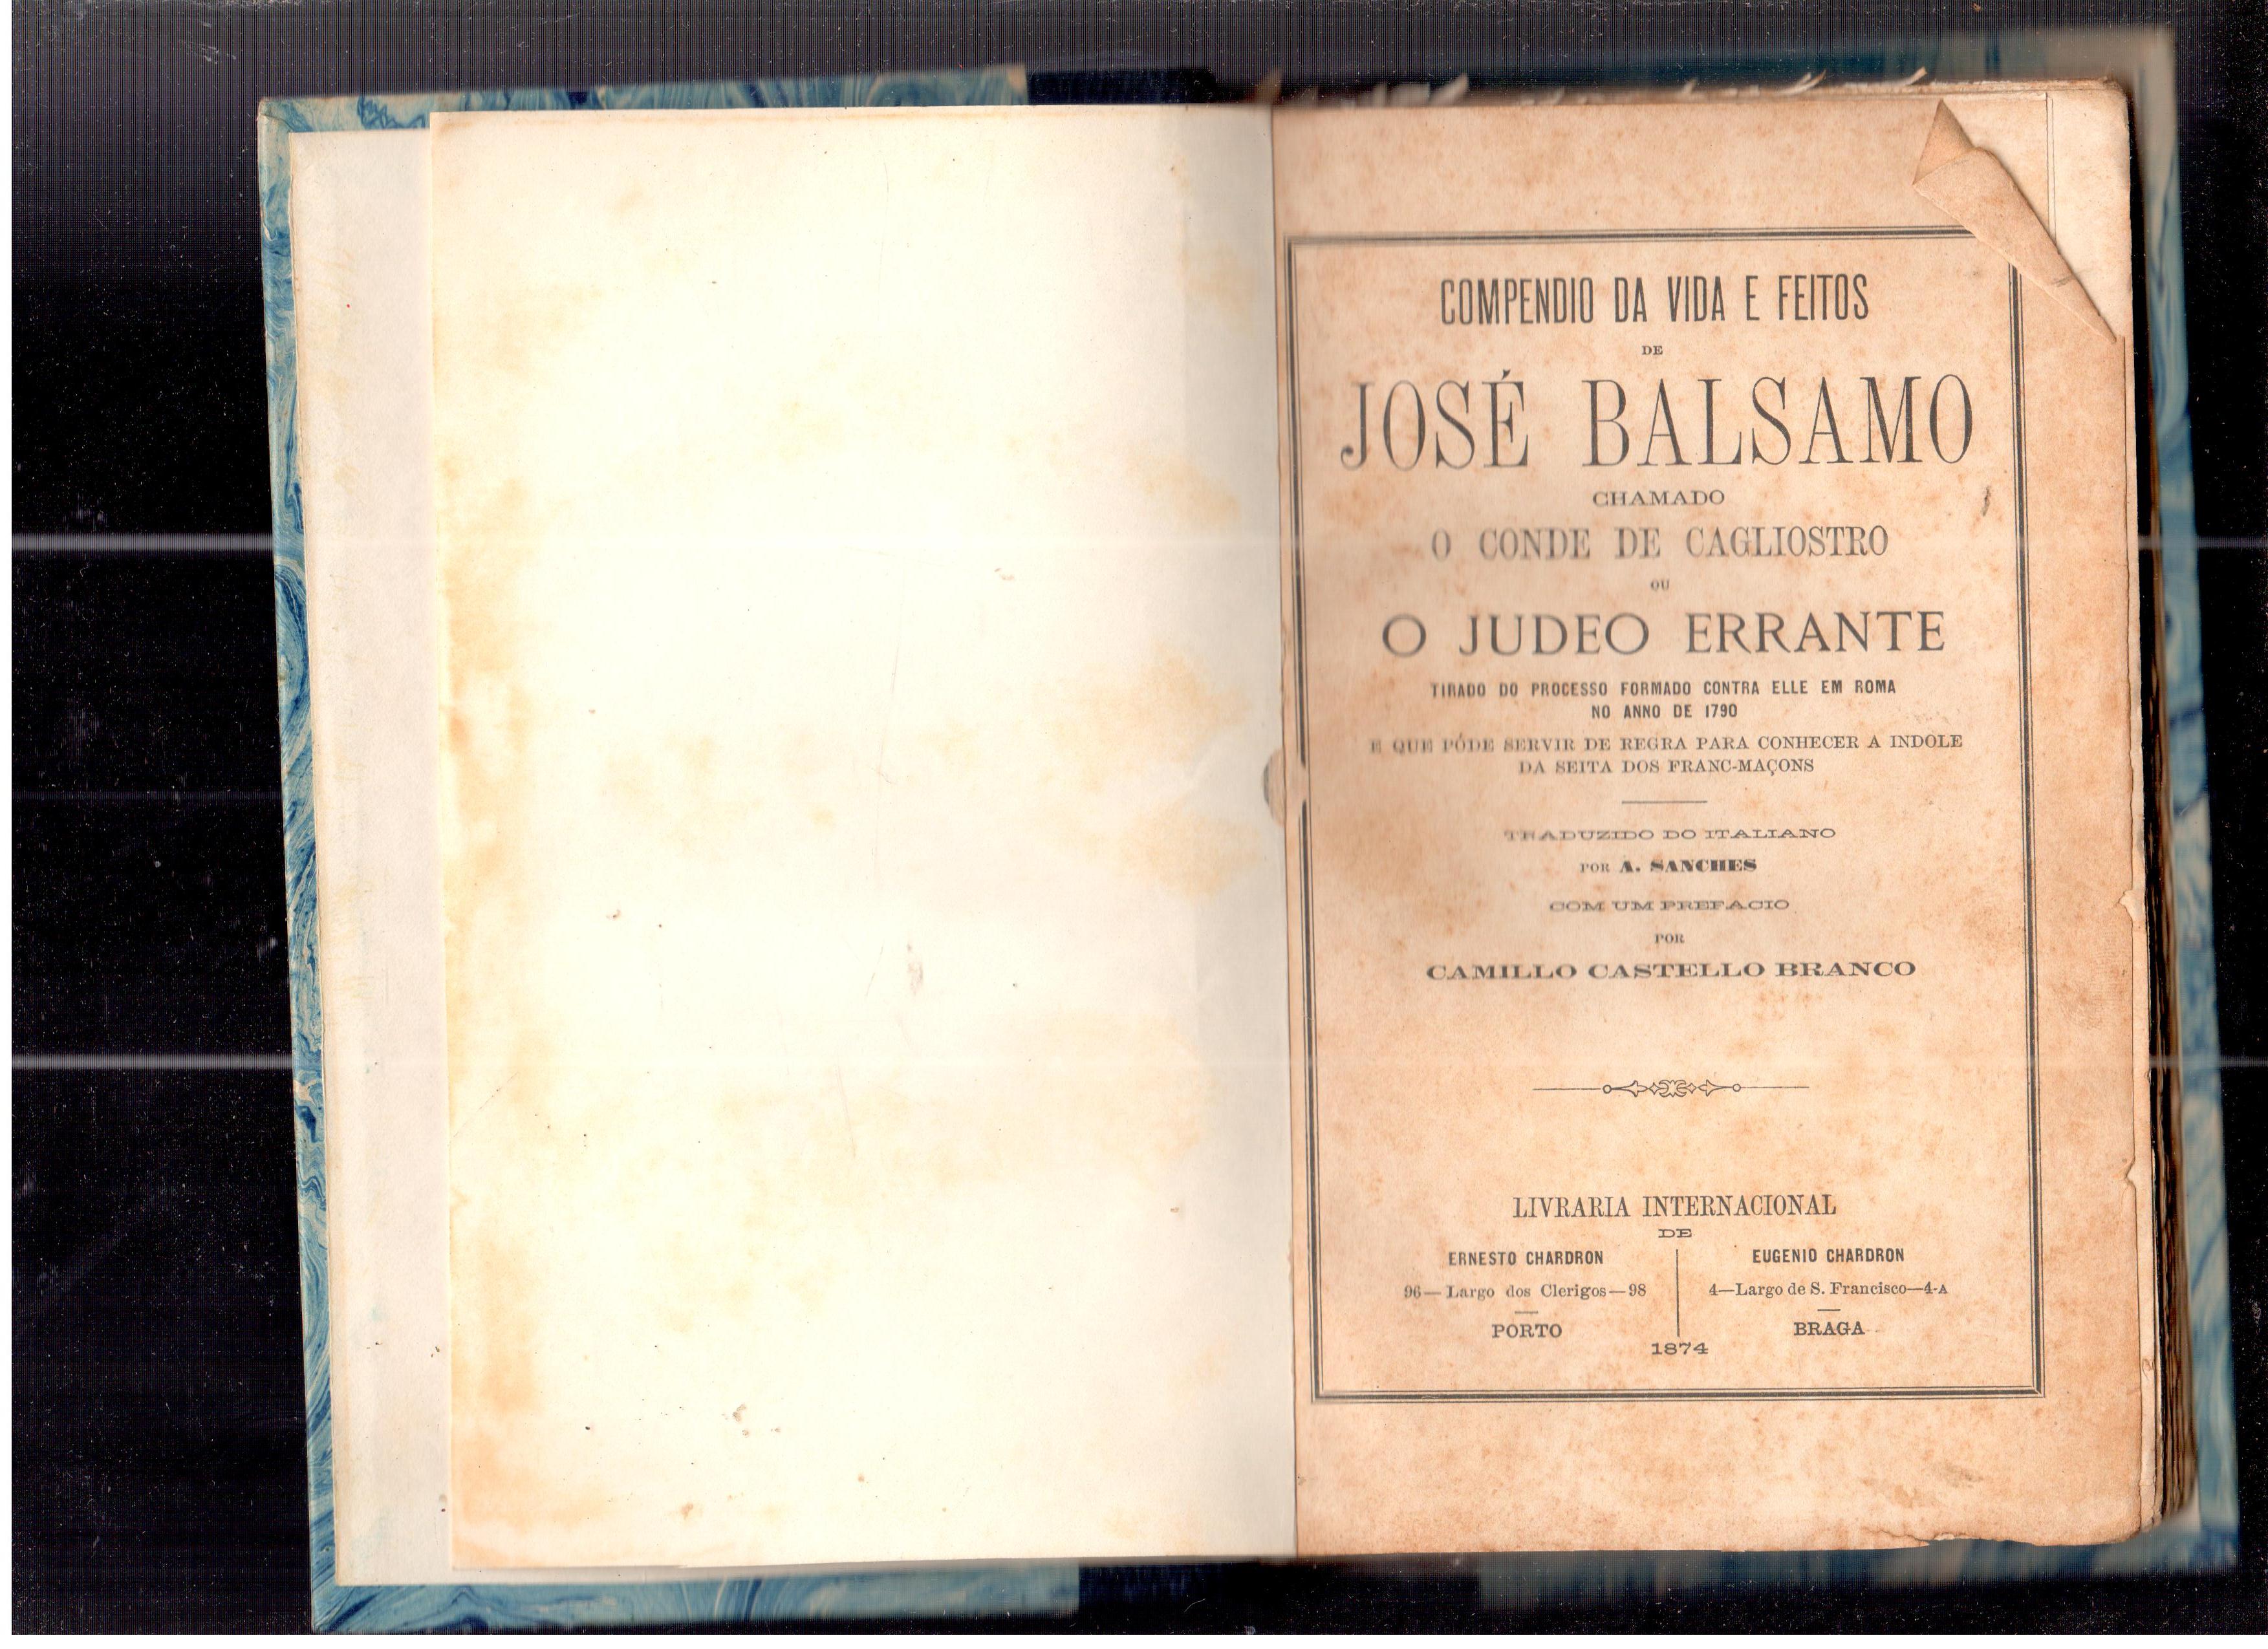 COMPENDIO DA VIDA E FEITOS
DE
JOSÉ BALSAMO
CHAMADO
O CONDE DE CAGLIOSTRO
OU
O JUDEO ERRANTE
TIRADO DO PROCESSO FORMADO CONTRA ELLE EM ROMA
NO ANNO DE 1790
E QUE PÓDE SERVIR DE REGRA PARA CONHECER A INDOLE
DA SEITA DOS FRANC-MAÇONS
TRADUZIDO DO ITALIANO
POR A. SANCHES
COM UM PREFACIO
POR
CAMILLO CASTELLO BRANCO
LIVRARIA INTERNACIONAL
DE
ERNESTO CHARDRON
96—Largo dos Clerigos—98
PORTO
EUGENIO CHARDRON
4—Largo de S. Francisco—4-A
BRAGA
1874